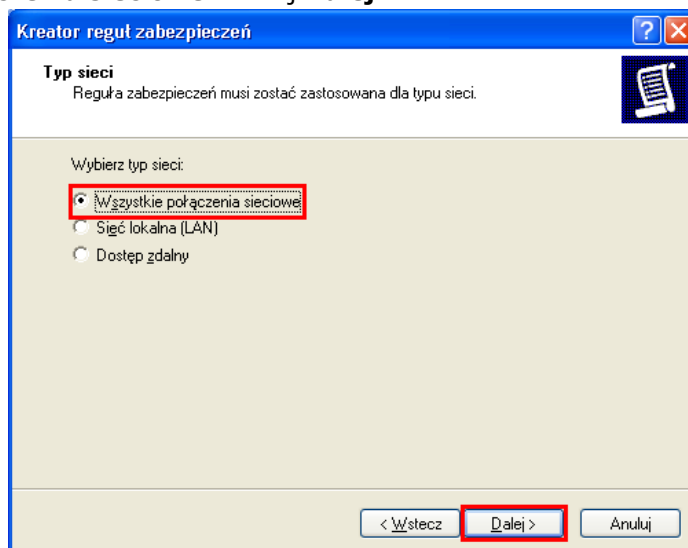 Kreator reguł zabezpieczeń
Typ sieci
Reguła zabezpieczeń musi zostać zastosowana dla typu sieci.
Wybierz typ sieci:
Wszystkie połączenia sieciowe
Sieć lokalna (LAN)
Dostęp zdalny
< Wstecz Dalej > Anuluj